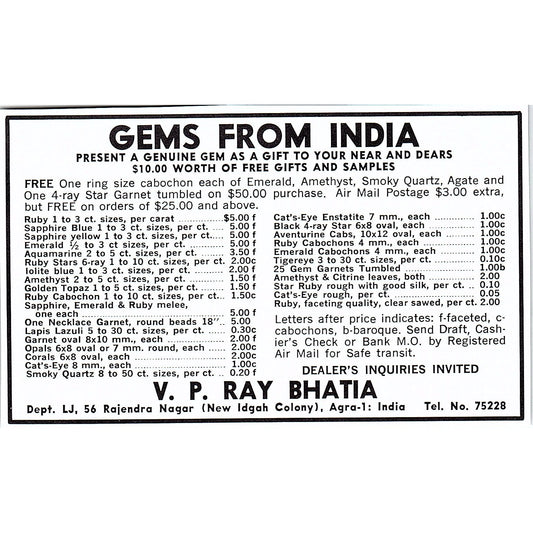 GEMS FROM INDIA
PRESENT A GENUINE GEM AS A GIFT TO YOUR NEAR AND DEARS
$10.00 WORTH OF FREE GIFTS AND SAMPLES
FREE One ring size cabochon each of Emerald, Amethyst, Smoky Quartz, Agate and
One 4-ray Star Garnet tumbled on $50.00 purchase. Air Mail Postage $3.00 extra,
but FREE on orders of $25.00 and above.
Ruby 1 to 3 ct. sizes, per carat ............ $5.00 f
Sapphire Blue 1 to 3 ct. sizes, per ct..... 5.00 f
Sapphire yellow 1 to 3 ct. sizes, per ct.... 5.00 f
Emerald ½ to 3 ct sizes, per ct. .......... 5.00 f
Aquamarine 2 to 5 ct. sizes, per ct. ...... 3.50 f
Ruby Stars 6-ray 1 to 10 ct. sizes, per ct. 2.00c
Iolite blue 1 to 3 ct. sizes, per ct. ........ 2.00 f
Amethyst 2 to 5 ct. sizes, per ct. .......... 1.50 f
Golden Topaz 1 to 5 ct. sizes, per ct..... 1.50 f
Ruby Cabochon 1 to 10 ct. sizes, per ct... 1.50c
Sapphire, Emerald & Ruby melee,
one each .............................. 5.00 f
One Necklace Garnet, round beads 18".. 5.00
Lapis Lazuli 5 to 30 ct. sizes, per ct..... 0.30c
Garnet oval 8x10 mm., each ............ 2.00 f
Opals 6x8 oval or 7 mm. round, each.... 2.00c
Corals 6x8 oval, each .................... 2.00c
Cat's-Eye 8 mm., each .................... 1.00c
Smoky Quartz 8 to 50 ct. sizes, per ct. .. 0.20 f
Cat's-Eye Enstatite 7 mm., each .......... 1.00c
Black 4-ray Star 6x8 oval, each .......... 1.00c
Aventurine Cabs, 10x12 oval, each ........ 1.00c
Ruby Cabochons 4 mm., each ............ 1.00c
Emerald Cabochons 4 mm., each .......... 1.00c
Tigereye 3 to 30 ct. sizes, per ct. ........ 0.10c
25 Gem Garnets Tumbled .................. 1.00b
Amethyst & Citrine leaves, both .......... 2.00
Star Ruby rough with good silk, per ct. .. 0.10
Cat's-Eye rough, per ct. .................. 0.05
Ruby, faceting quality, clear sawed, per ct. 2.00
Letters after price indicates: f-faceted, c-
cabochons, b-baroque. Send Draft, Cash-
ier's Check or Bank M.O. by Registered
Air Mail for Safe transit.
DEALER'S INQUIRIES INVITED
V. P. RAY BHATIA
Dept. LJ, 56 Rajendra Nagar (New Idgah Colony), Agra-1: India Tel. No. 75228